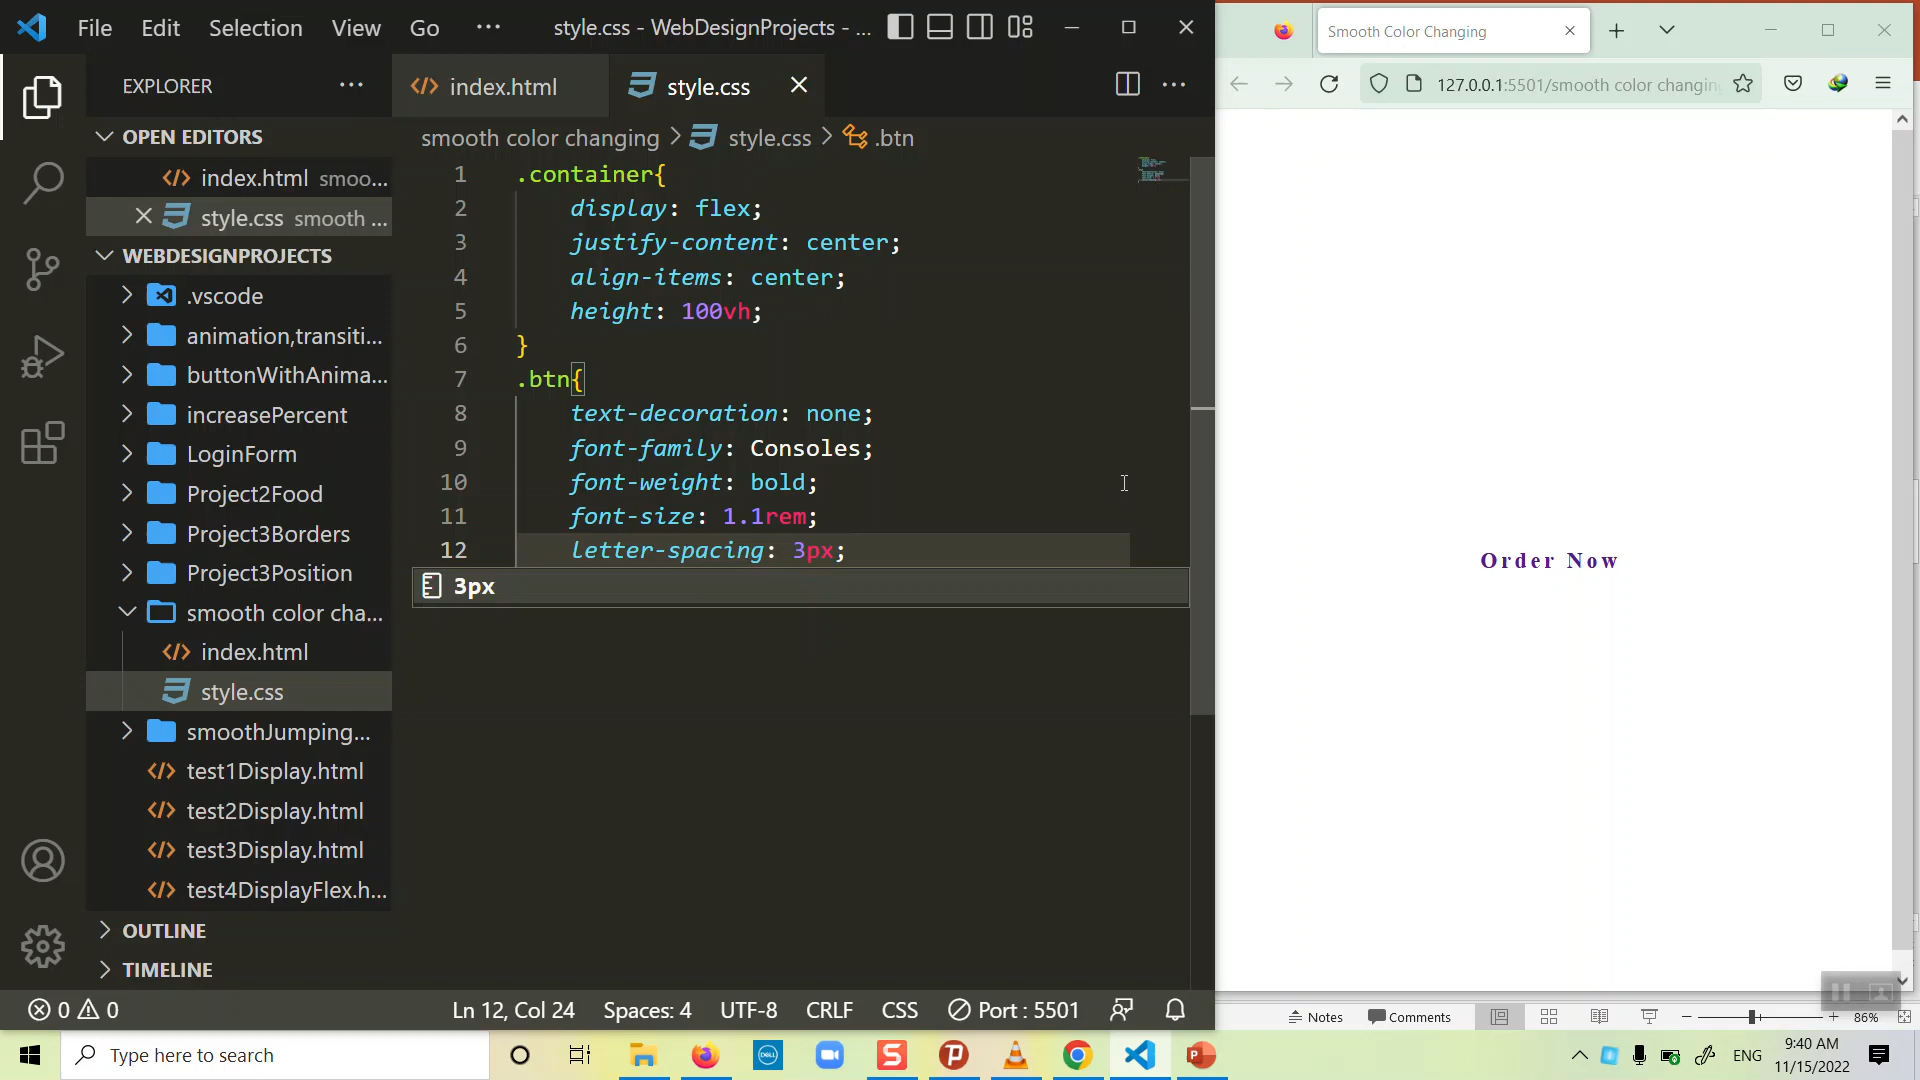 File Edit Selection View Go ··· style.css - WebDesignProjects - ...
EXPLORER
OPEN EDITORS
index.html smoo...
style.css smooth ...
WEBDESIGNPROJECTS
.vscode
animation,transiti...
buttonWithAnima...
increasePercent
LoginForm
Project2Food
Project3Borders
Project3Position
smooth color cha...
index.html
style.css
smoothJumping...
test1Display.html
test2Display.html
test3Display.html
test4DisplayFlex.h...
OUTLINE
TIMELINE
index.html style.css
smooth color changing > style.css > .btn
1 .container{
2 display: flex;
3 justify-content: center;
4 align-items: center;
5 height: 100vh;
6 }
7 .btn{
8 text-decoration: none;
9 font-family: Consoles;
10 font-weight: bold;
11 font-size: 1.1rem;
12 letter-spacing: 3px;
3px
0 0 Ln 12, Col 24 Spaces: 4 UTF-8 CRLF CSS Port : 5501
Smooth Color Changing
127.0.0.1:5501/smooth color changin
Order Now
Notes Comments 86%
Type here to search
ENG
9:40 AM
11/15/2022